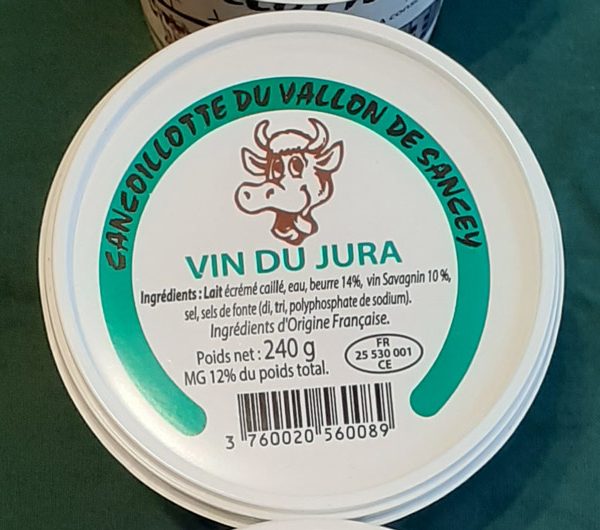 CANCOILLOTTE DU VALLON DE SANCEY
VIN DU JURA
Ingrédients : Lait écrémé caillé, eau, beurre 14%, vin Savagnin 10 %,
sel, sels de fonte (di, tri, polyphosphate de sodium).
Ingrédients d'Origine Française.
Poids net : 240 g
MG 12% du poids total.
FR
25 530 001
CE
3 760020 560089